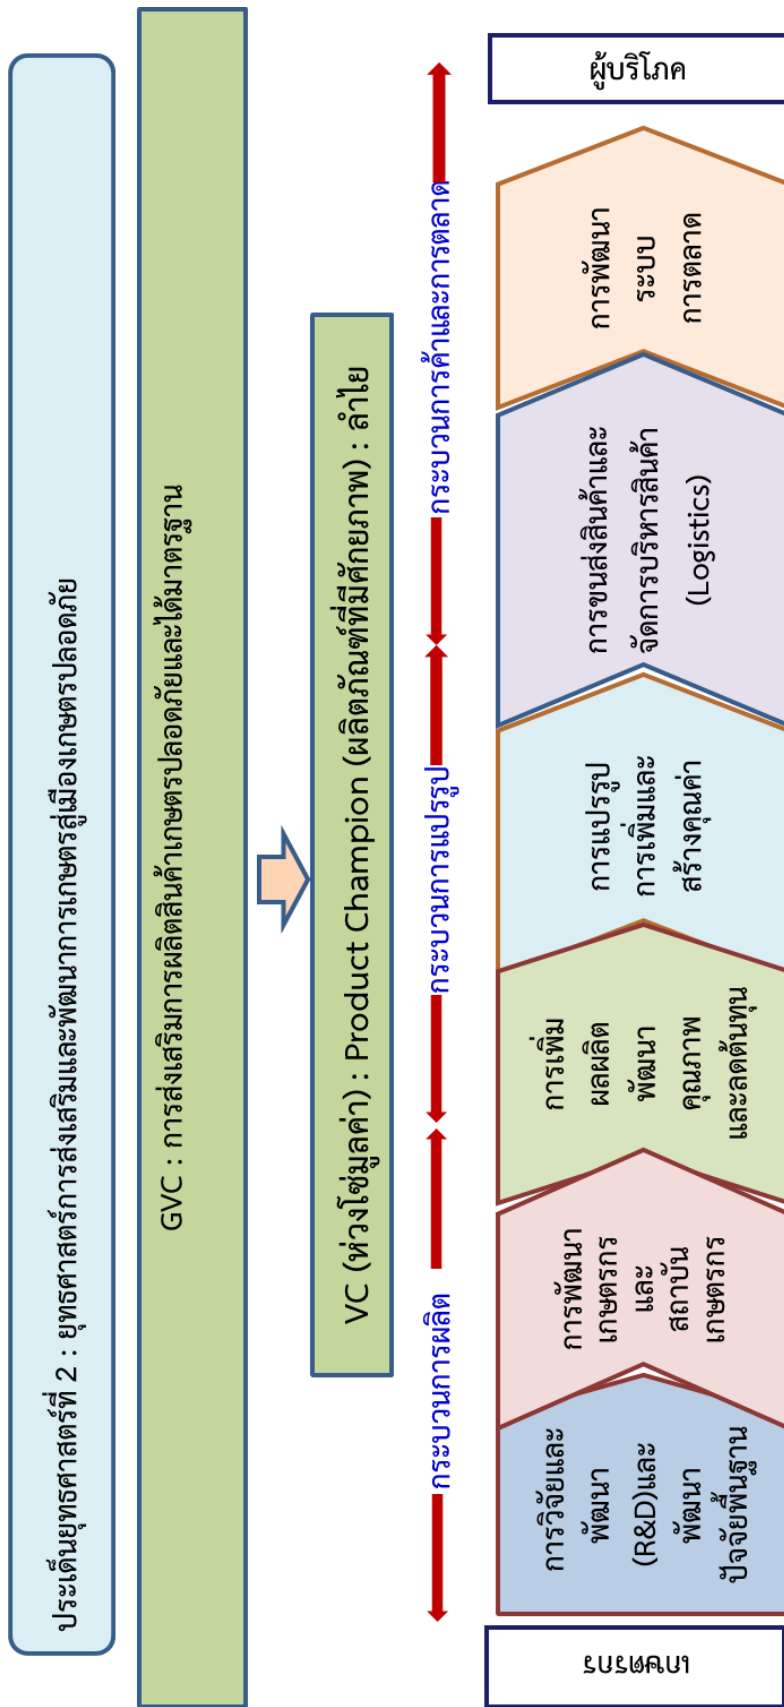 ประเด็นยุทธศาสตร์ที่ 2 : ยุทธศาสตร์การส่งเสริมและพัฒนาการเกษตรสู่เมืองเกษตรปลอดภัย
GVC : การส่งเสริมการผลิตสินค้าเกษตรปลอดภัยและได้มาตรฐาน
VC (ห่วงโซ่มูลค่า) : Product Champion (ผลิตภัณฑ์ที่มีศักยภาพ) : ลำไย
กระบวนการผลิต
กระบวนการแปรรูป
กระบวนการค้าและการตลาด
เกษตรกร
การวิจัยและ
พัฒนา
(R&D)และ
พัฒนา
ปัจจัยพื้นฐาน
การพัฒนา
เกษตรกร
และ
สถาบัน
เกษตรกร
การเพิ่ม
ผลผลิต
พัฒนา
คุณภาพ
และลดต้นทุน
การแปรรูป
การเพิ่มและ
สร้างคุณค่า
การขนส่งสินค้าและ
จัดการบริหารสินค้า
(Logistics)
การพัฒนา
ระบบ
การตลาด
ผู้บริโภค